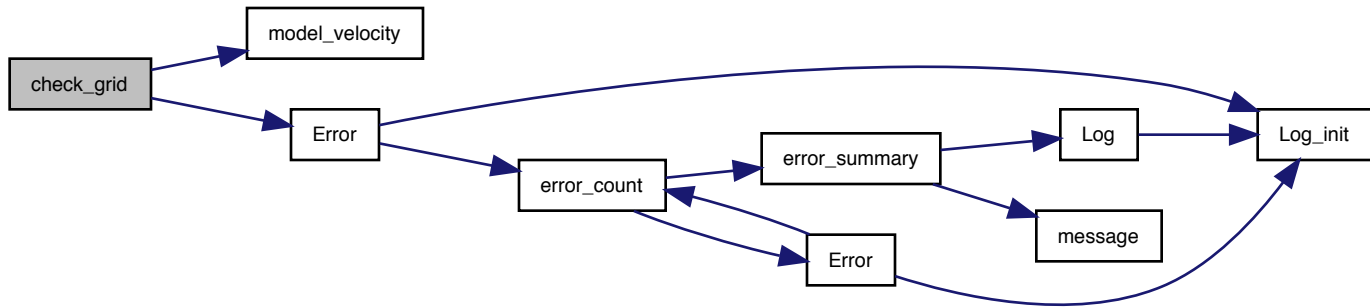 check_grid
model_velocity
Error
error_count
error_summary
Error
Log
message
Log_init